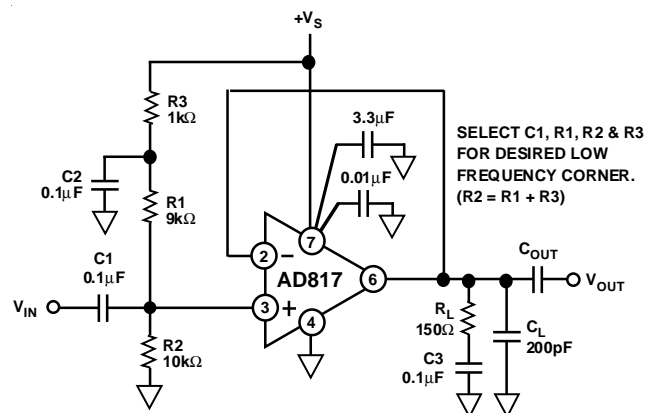 +VS
R3
1kΩ
3.3μF
SELECT C1, R1, R2 & R3
FOR DESIRED LOW
FREQUENCY CORNER.
(R2 = R1 + R3)
C2
0.1μF
0.01μF
R1
9kΩ
7
2
–
AD817
6
C1
0.1μF
COUT
VIN
VOUT
3
+
4
RL
150Ω
CL
200pF
R2
10kΩ
C3
0.1μF